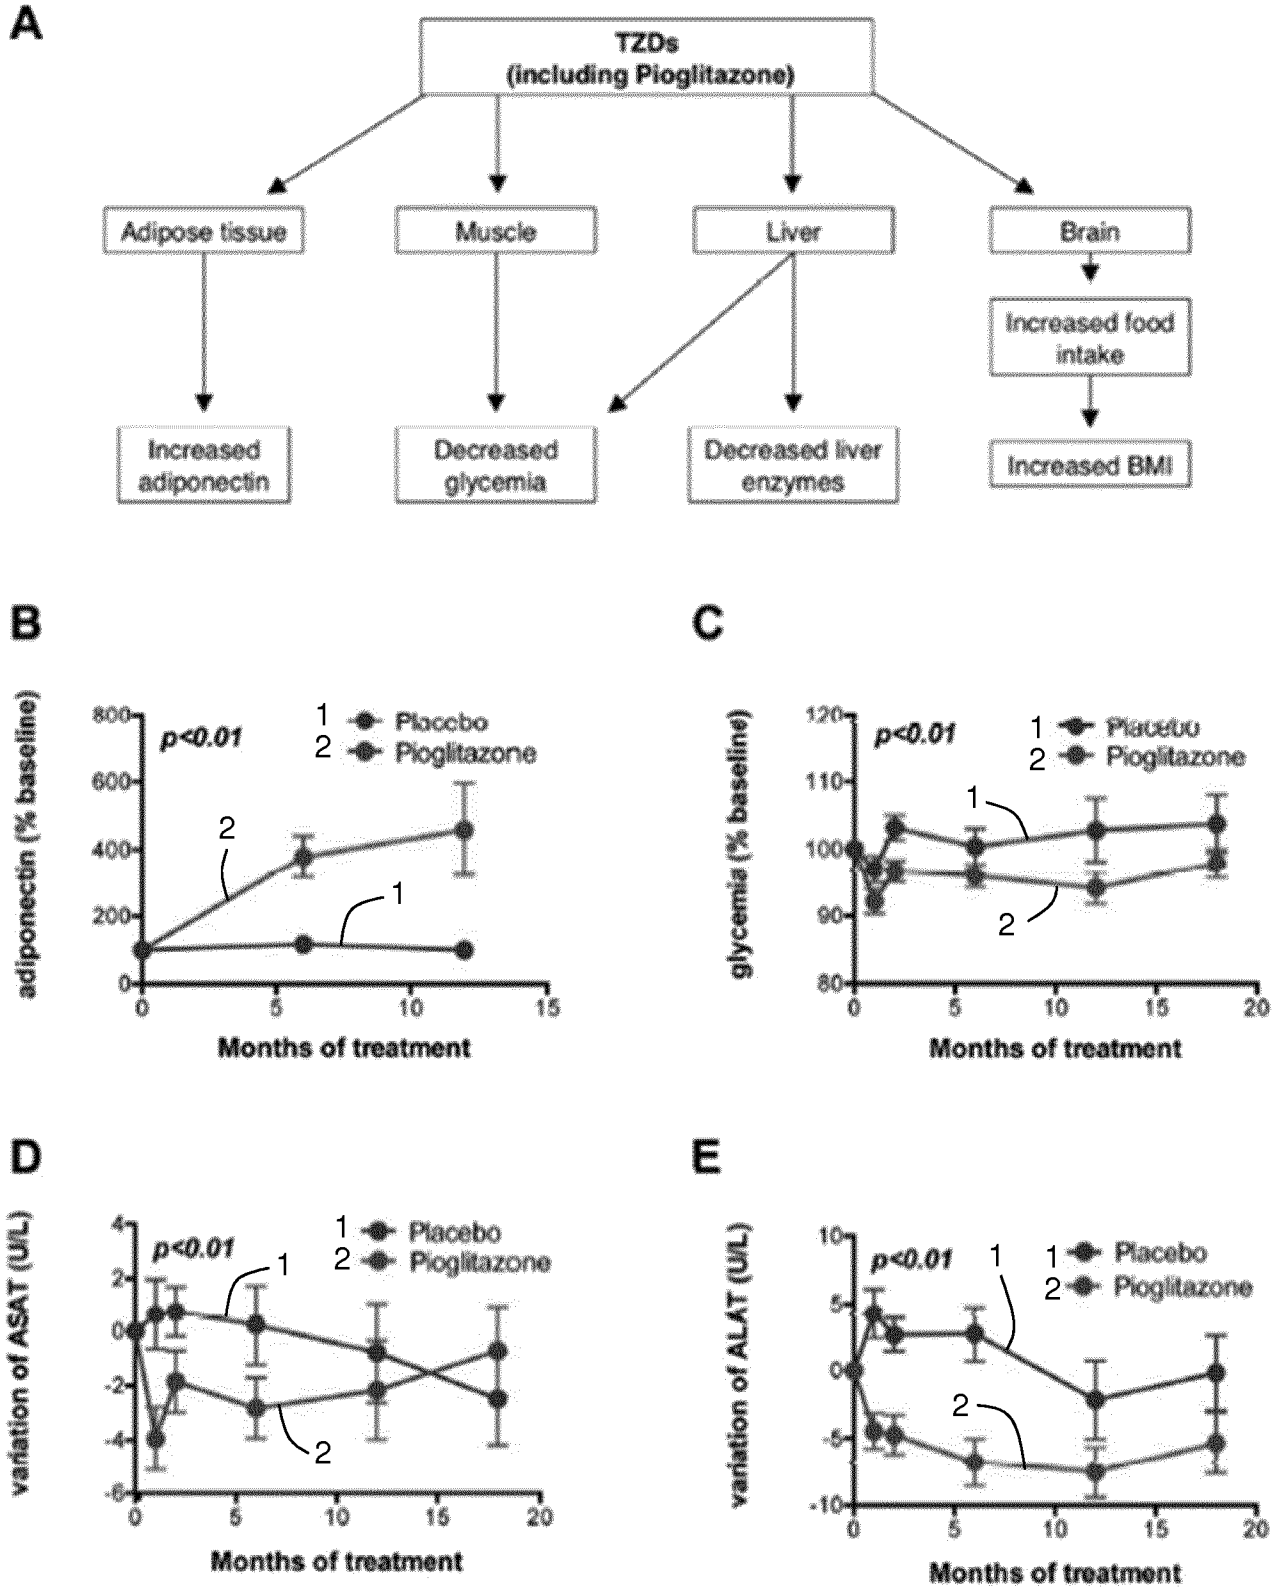 A
TZDs
(including Pioglitazone)
Adipose tissue
Muscle
Liver
Brain
Increased food
intake
Increased
adiponectin
Decreased
glycemia
Decreased liver
enzymes
Increased BMI
B
adiponectin (% baseline)
800
600
400
200
0
p<0.01
1 Placebo
2 Pioglitazone
2
1
0 5 10 15
Months of treatment
C
glycemia (% baseline)
120
110
100
90
80
p<0.01
1 Placebo
2 Pioglitazone
1
2
0 5 10 15 20
Months of treatment
D
variation of ASAT (U/L)
4
2
0
-2
-4
-6
p<0.01
1 Placebo
2 Pioglitazone
1
2
0 5 10 15 20
Months of treatment
E
variation of ALAT (U/L)
10
5
0
-5
-10
p<0.01
1 Placebo
2 Pioglitazone
1
2
0 5 10 15 20
Months of treatment